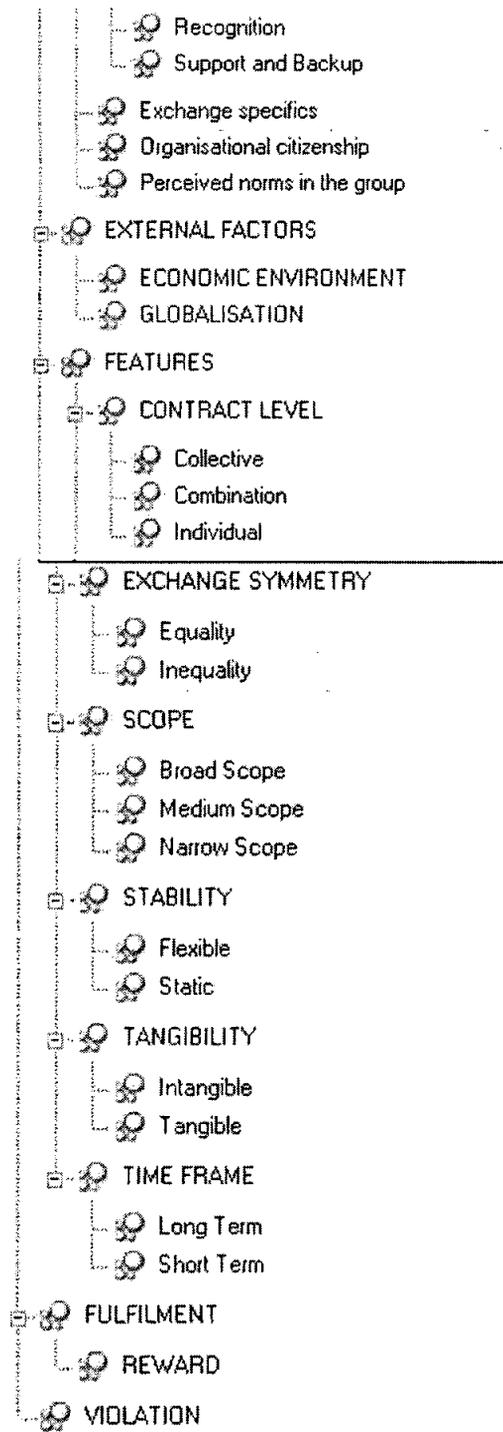 Recognition
Support and Backup
Exchange specifics
Organisational citizenship
Perceived norms in the group
EXTERNAL FACTORS
ECONOMIC ENVIRONMENT
GLOBALISATION
FEATURES
CONTRACT LEVEL
Collective
Combination
Individual
EXCHANGE SYMMETRY
Equality
Inequality
SCOPE
Broad Scope
Medium Scope
Narrow Scope
STABILITY
Flexible
Static
TANGIBILITY
Intangible
Tangible
TIME FRAME
Long Term
Short Term
FULFILMENT
REWARD
VIOLATION